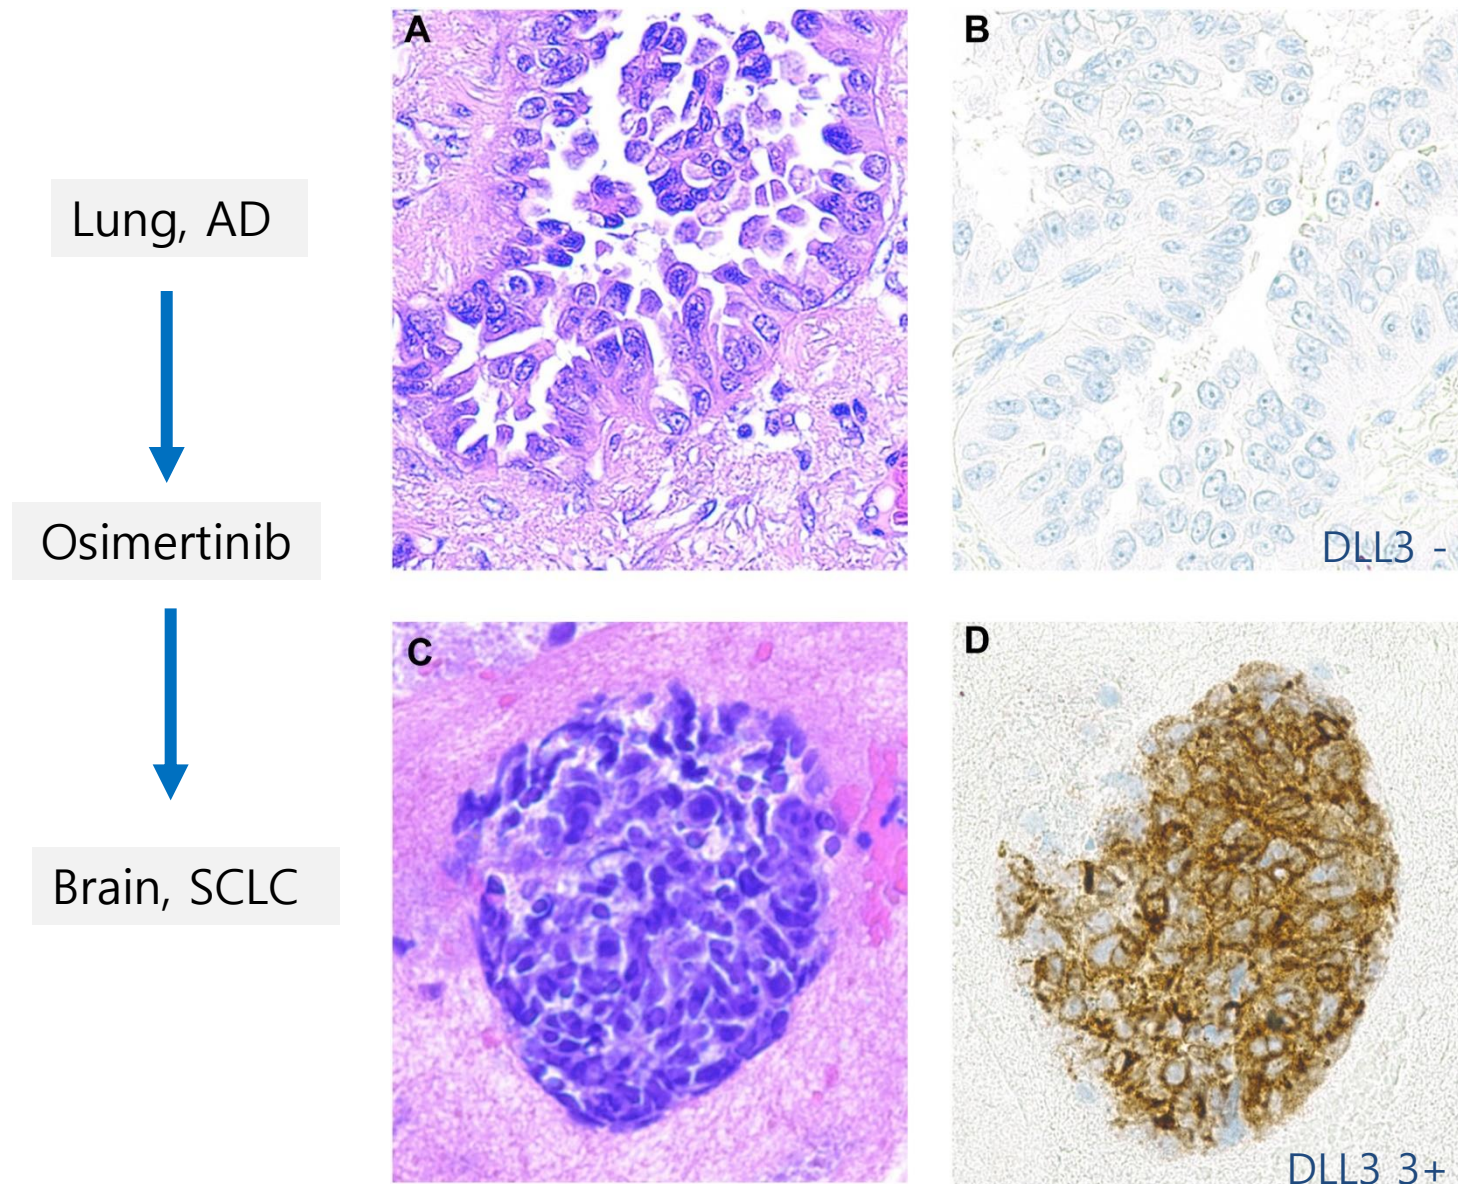 A
B
Lung, AD
Osimertinib
DLL3 -
C
D
Brain, SCLC
DLL3 3+